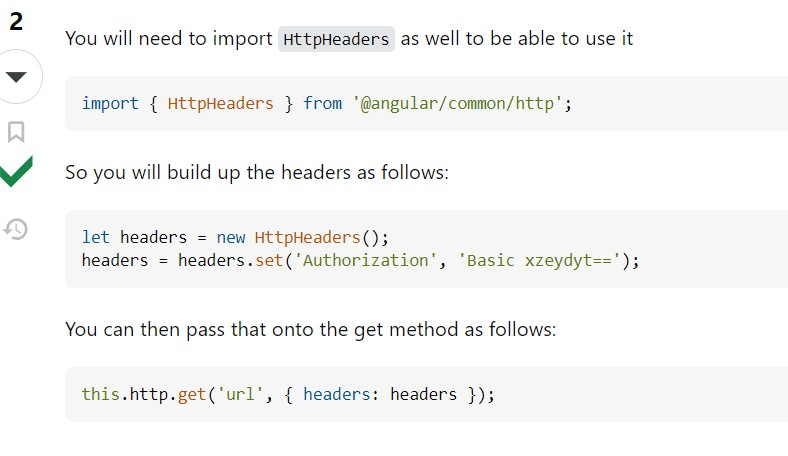 2
You will need to import HttpHeaders as well to be able to use it
import { HttpHeaders } from '@angular/common/http';
So you will build up the headers as follows:
let headers = new HttpHeaders();
headers = headers.set('Authorization', 'Basic xzeydyt==');
You can then pass that onto the get method as follows:
this.http.get('url', { headers: headers });